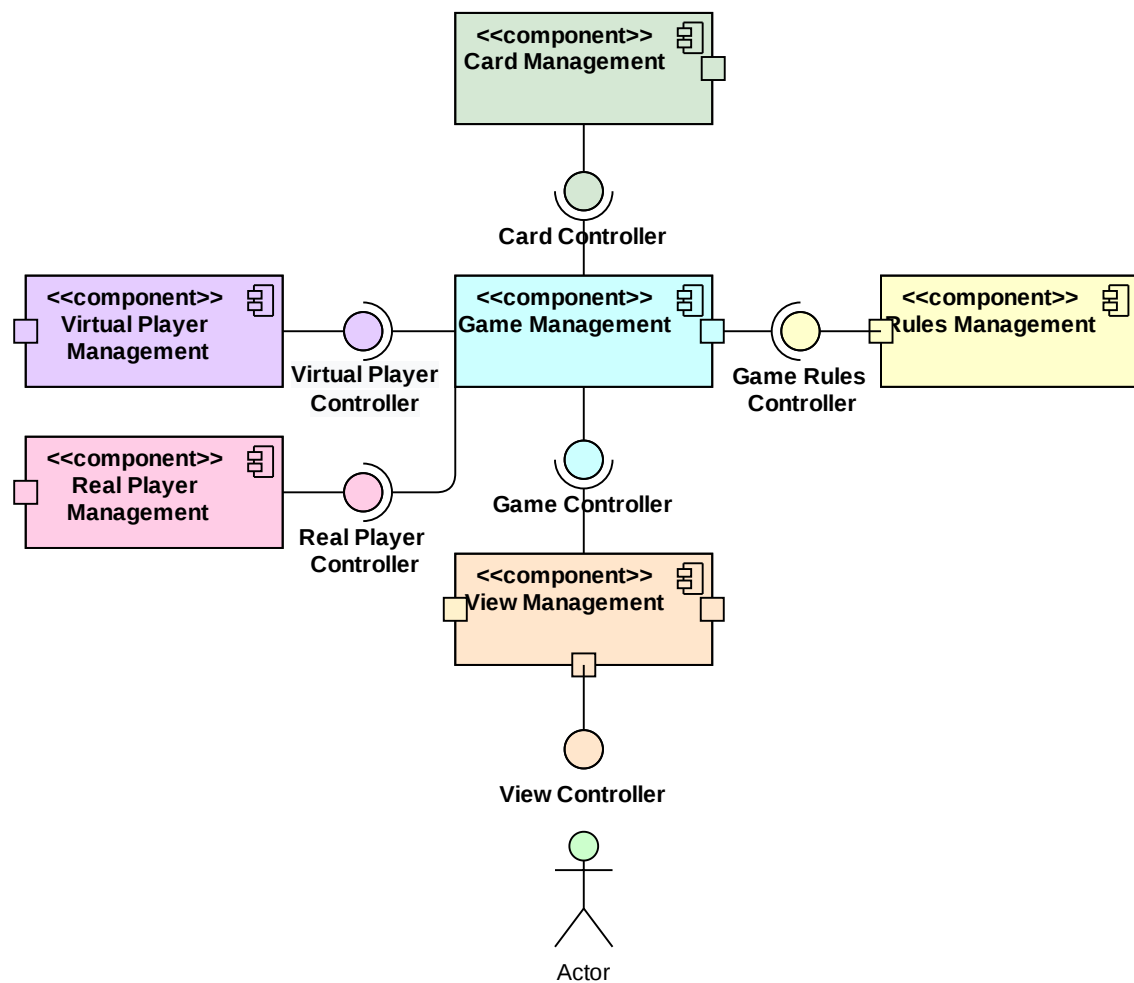 <<component>>
Card Management
Card Controller
<<component>>
Virtual Player
Management
Virtual Player
Controller
<<component>>
Game Management
Game Rules
Controller
<<component>>
Rules Management
<<component>>
Real Player
Management
Real Player
Controller
Game Controller
<<component>>
View Management
View Controller
Actor